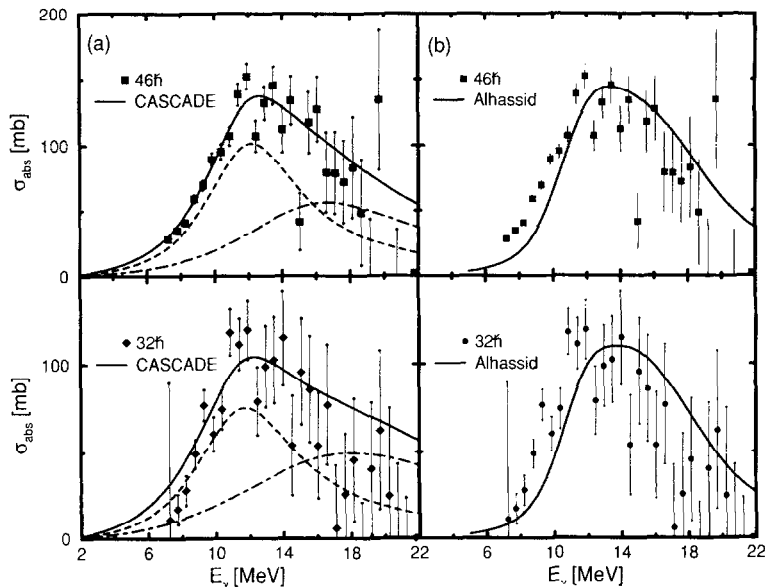 200
(a)
46ħ
CASCADE
100
σabs [mb]
0
(b)
46ħ
Alhassid
32ħ
CASCADE
100
σabs [mb]
0
2 6 10 14 18 22
Eγ [MeV]
32ħ
Alhassid
6 10 14 18 22
Eγ [MeV]